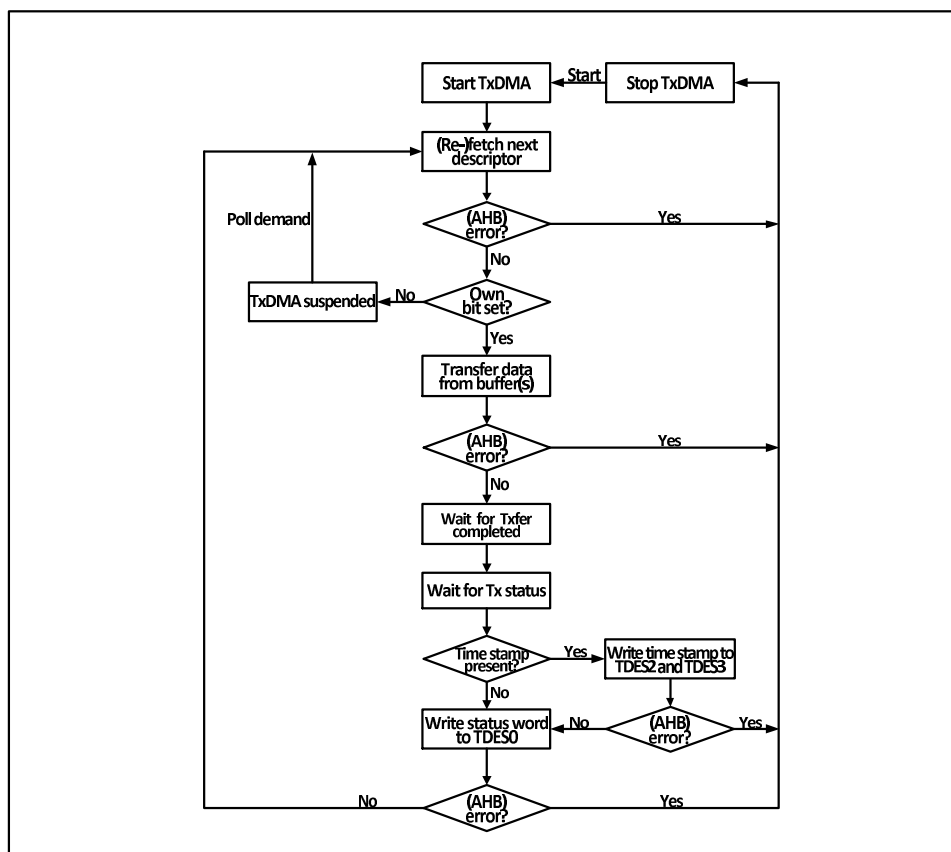 Start TxDMA
Start
Stop TxDMA
(Re-)fetch next
descriptor
Poll demand
(AHB)
error?
Yes
No
TxDMA suspended
No
Own
bit set?
Yes
Transfer data
from buffer(s)
(AHB)
error?
Yes
No
Wait for Txfer
completed
Wait for Tx status
Time stamp
present?
Yes
Write time stamp to
TDES2 and TDES3
No
Write status word
to TDES0
No
(AHB)
error?
Yes
No
(AHB)
error?
Yes